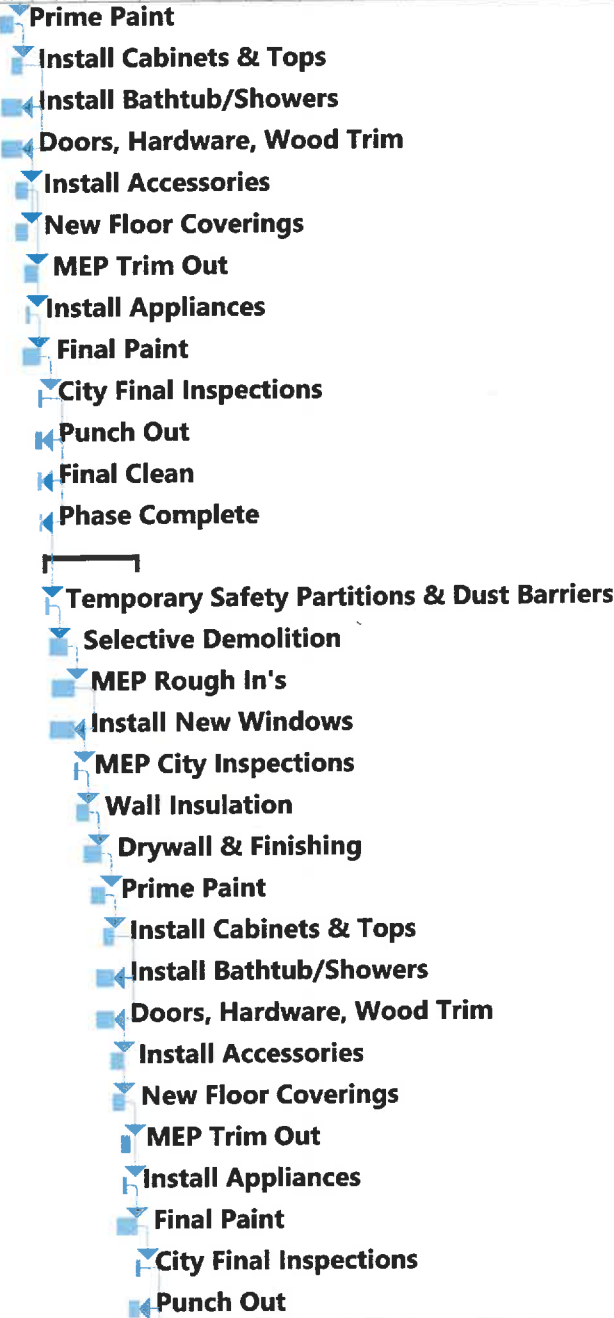 Prime Paint
Install Cabinets & Tops
Install Bathtub/Showers
Doors, Hardware, Wood Trim
Install Accessories
New Floor Coverings
MEP Trim Out
Install Appliances
Final Paint
City Final Inspections
Punch Out
Final Clean
Phase Complete
Temporary Safety Partitions & Dust Barriers
Selective Demolition
MEP Rough In's
Install New Windows
MEP City Inspections
Wall Insulation
Drywall & Finishing
Prime Paint
Install Cabinets & Tops
Install Bathtub/Showers
Doors, Hardware, Wood Trim
Install Accessories
New Floor Coverings
MEP Trim Out
Install Appliances
Final Paint
City Final Inspections
Punch Out